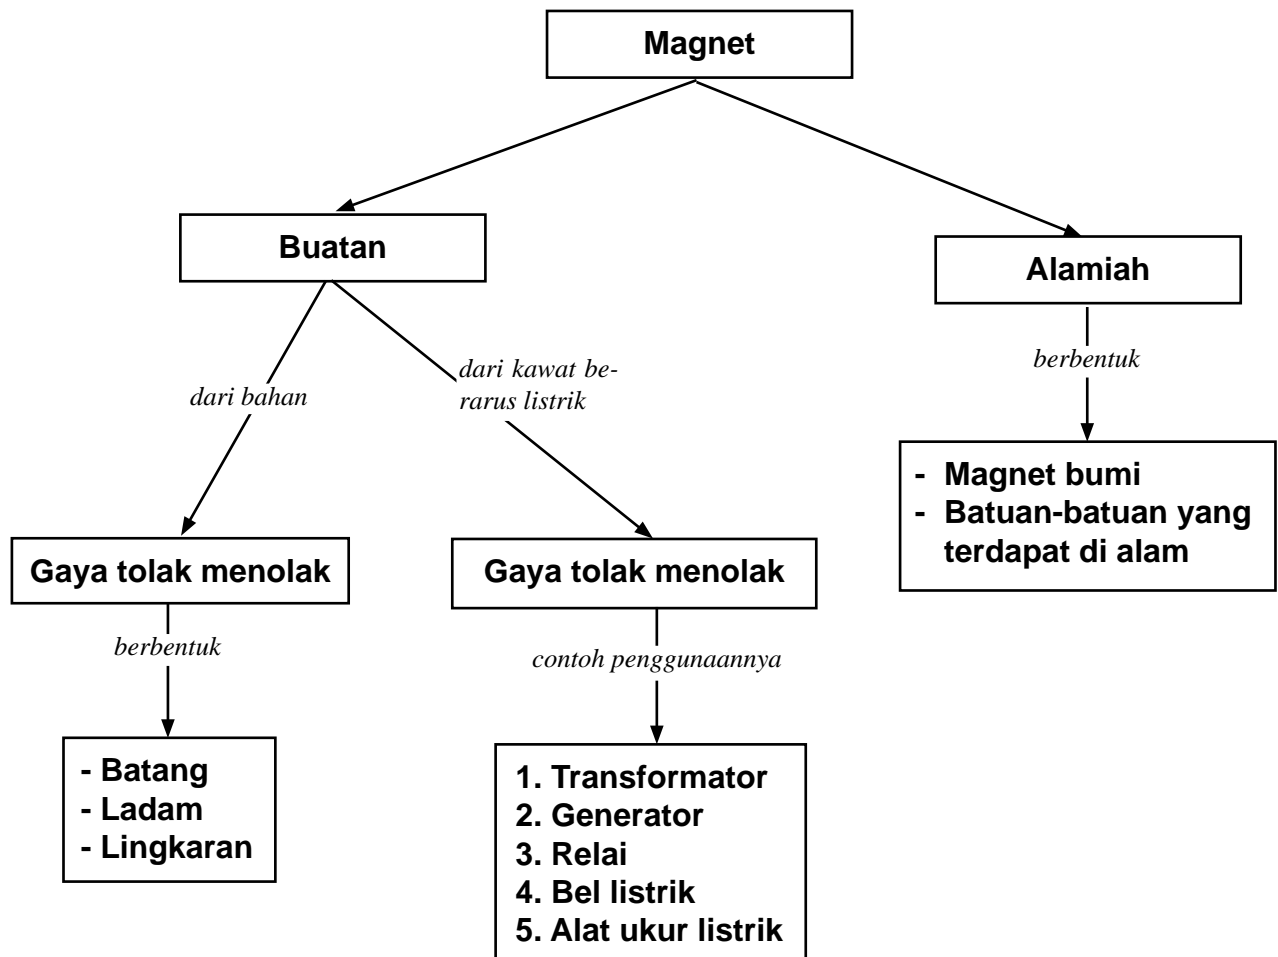 Magnet
Buatan
Alamiah
dari bahan
dari kawat be-
rarus listrik
berbentuk
- Magnet bumi
- Batuan-batuan yang
terdapat di alam
Gaya tolak menolak
Gaya tolak menolak
berbentuk
contoh penggunaannya
- Batang
- Ladam
- Lingkaran
1. Transformator
2. Generator
3. Relai
4. Bel listrik
5. Alat ukur listrik